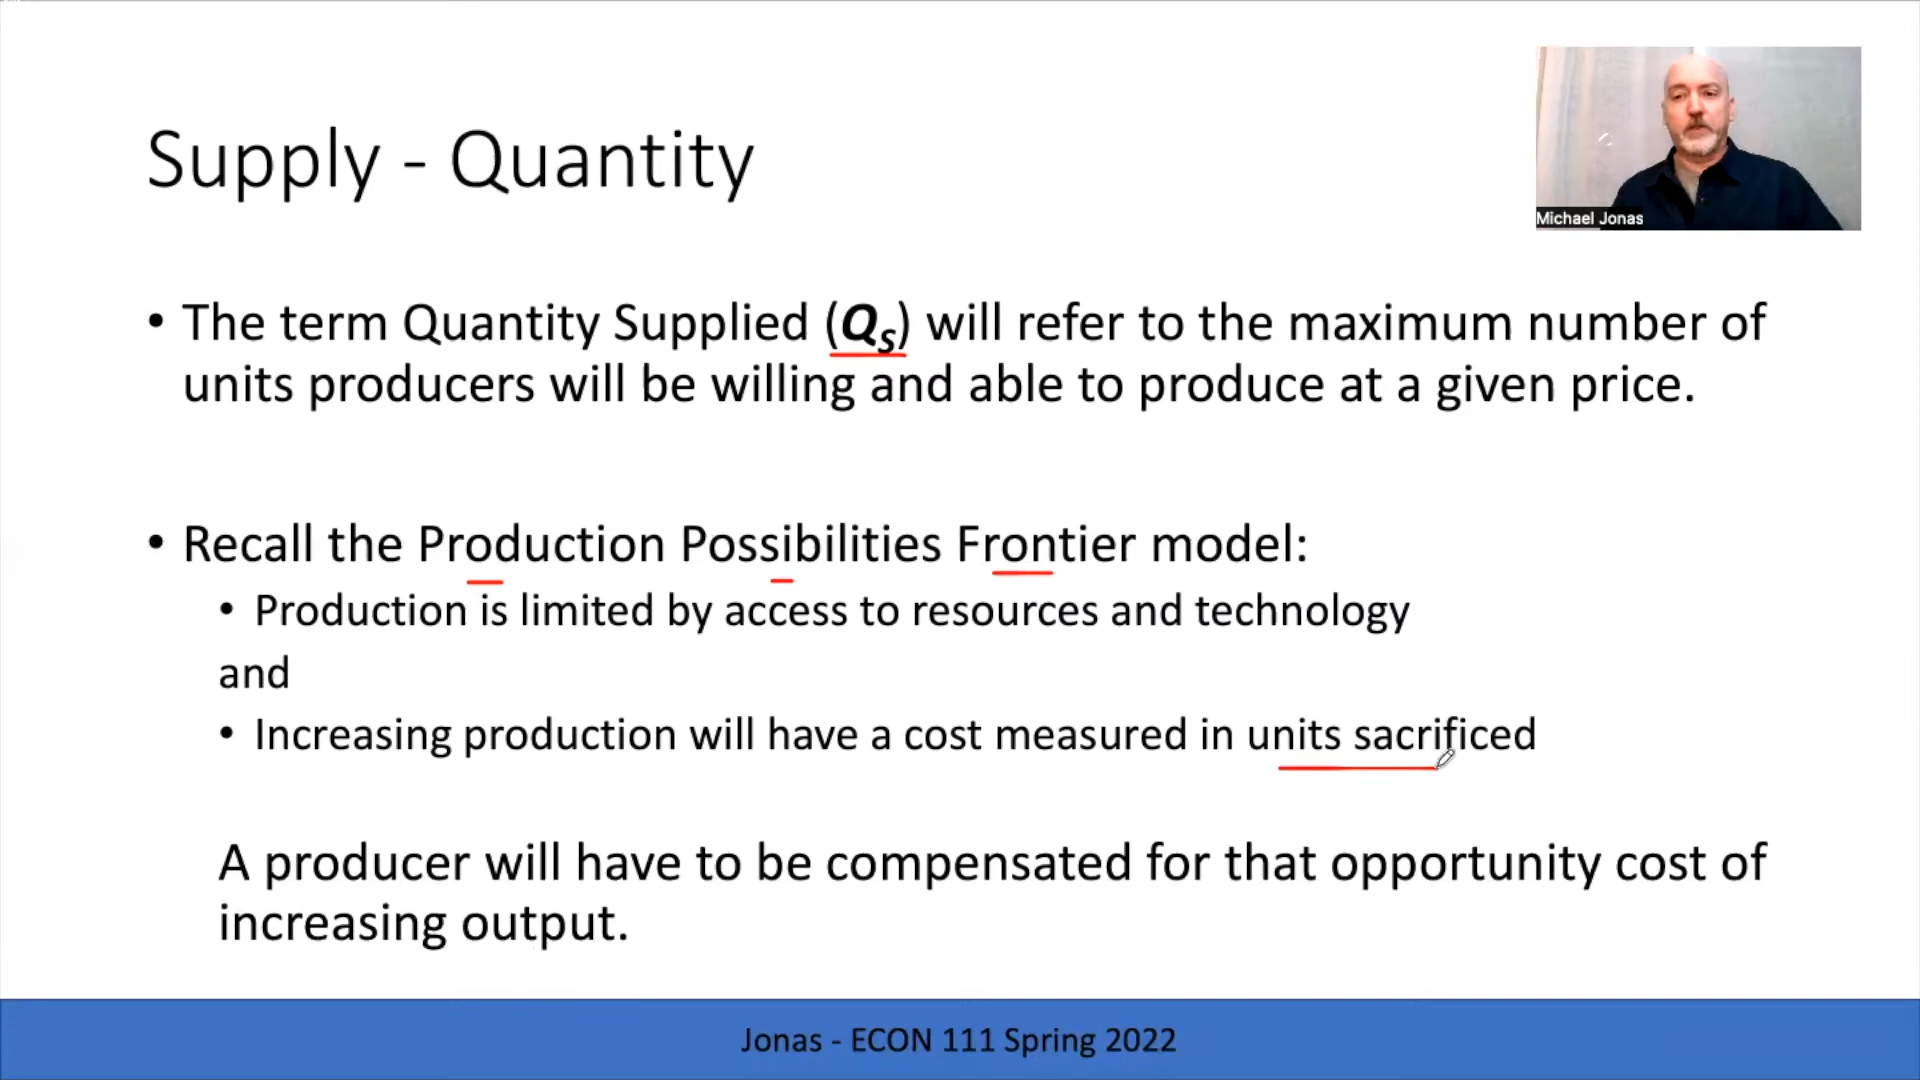 Supply - Quantity
Michael Jonas
• The term Quantity Supplied (Qs) will refer to the maximum number of
units producers will be willing and able to produce at a given price.
• Recall the Production Possibilities Frontier model:
• Production is limited by access to resources and technology
and
• Increasing production will have a cost measured in units sacrificed
A producer will have to be compensated for that opportunity cost of
increasing output.
Jonas - ECON 111 Spring 2022